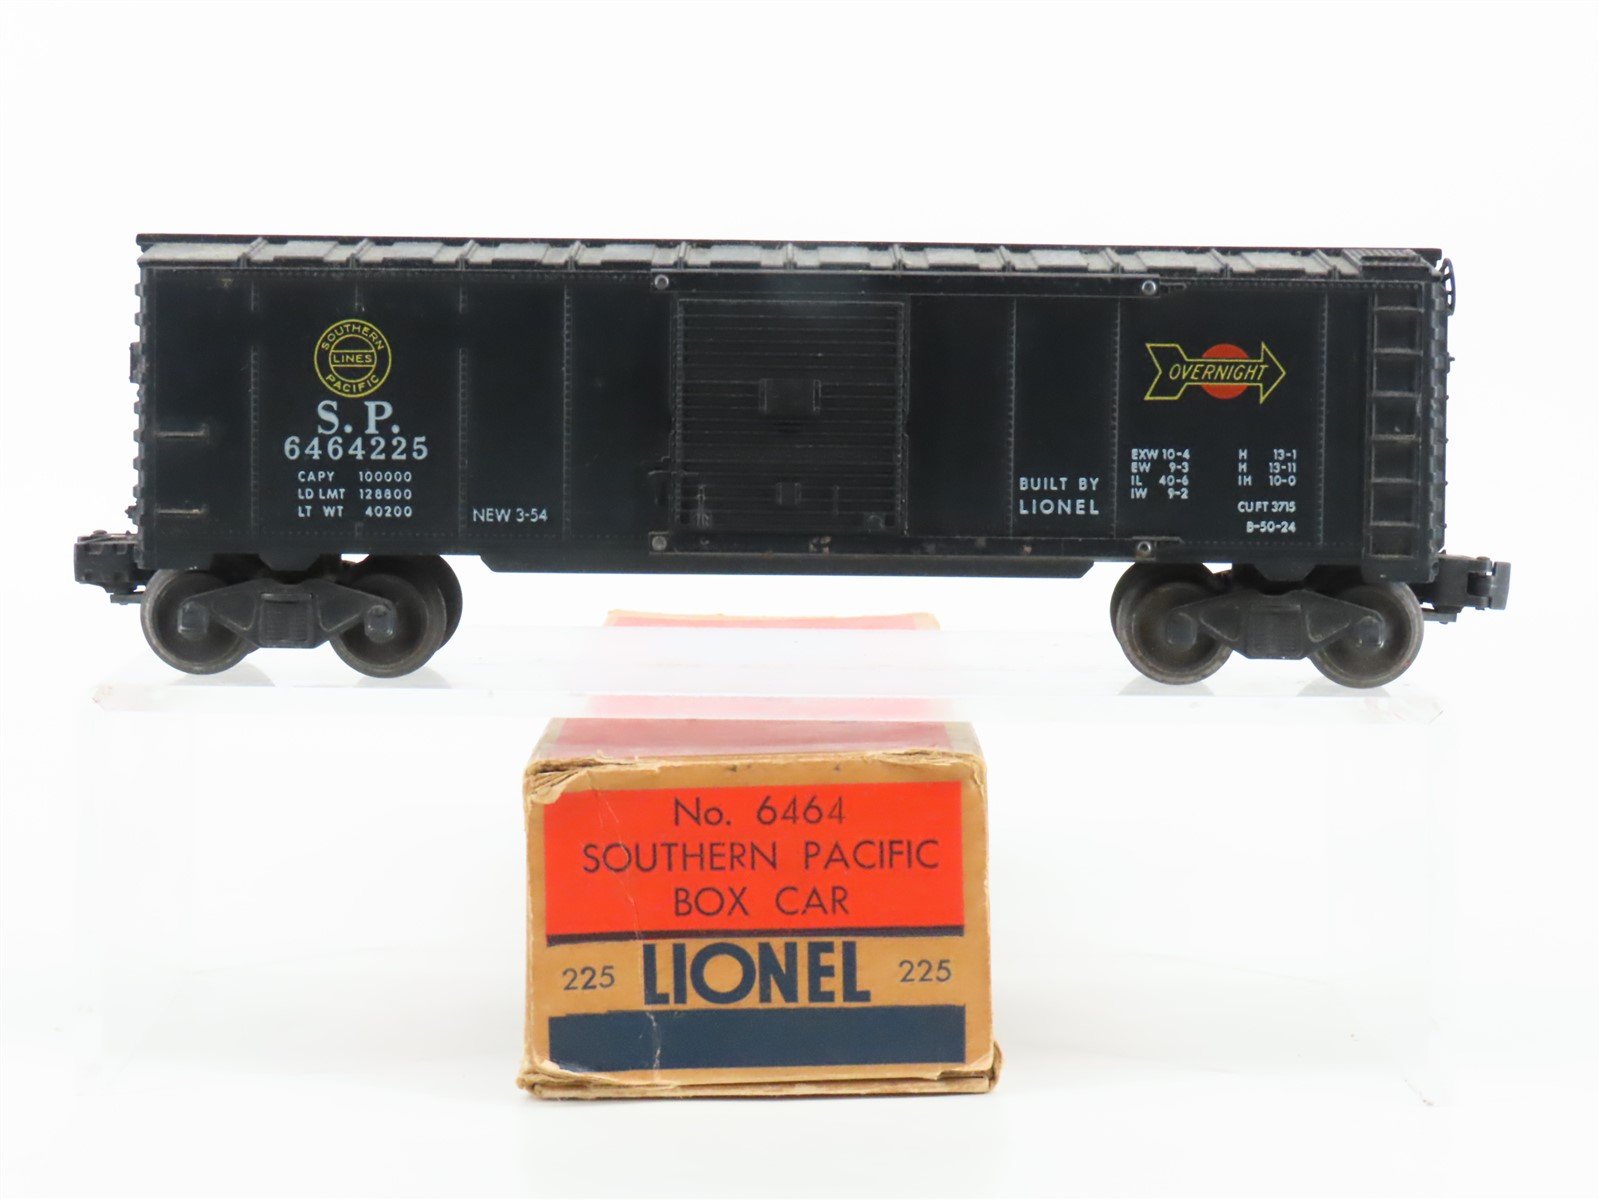 SOUTHERN
LINES
PACIFIC
S. P.
6464225
CAPY 100000
LD LMT 128800
LT WT 40200
NEW 3-54
BUILT BY
LIONEL
OVERNIGHT
EXW 10-4 H 13-1
EW 9-3 H 13-11
IL 40-6 IH 10-0
IW 9-2
CU FT 3715
B-50-24
No. 6464
SOUTHERN PACIFIC
BOX CAR
225 LIONEL 225